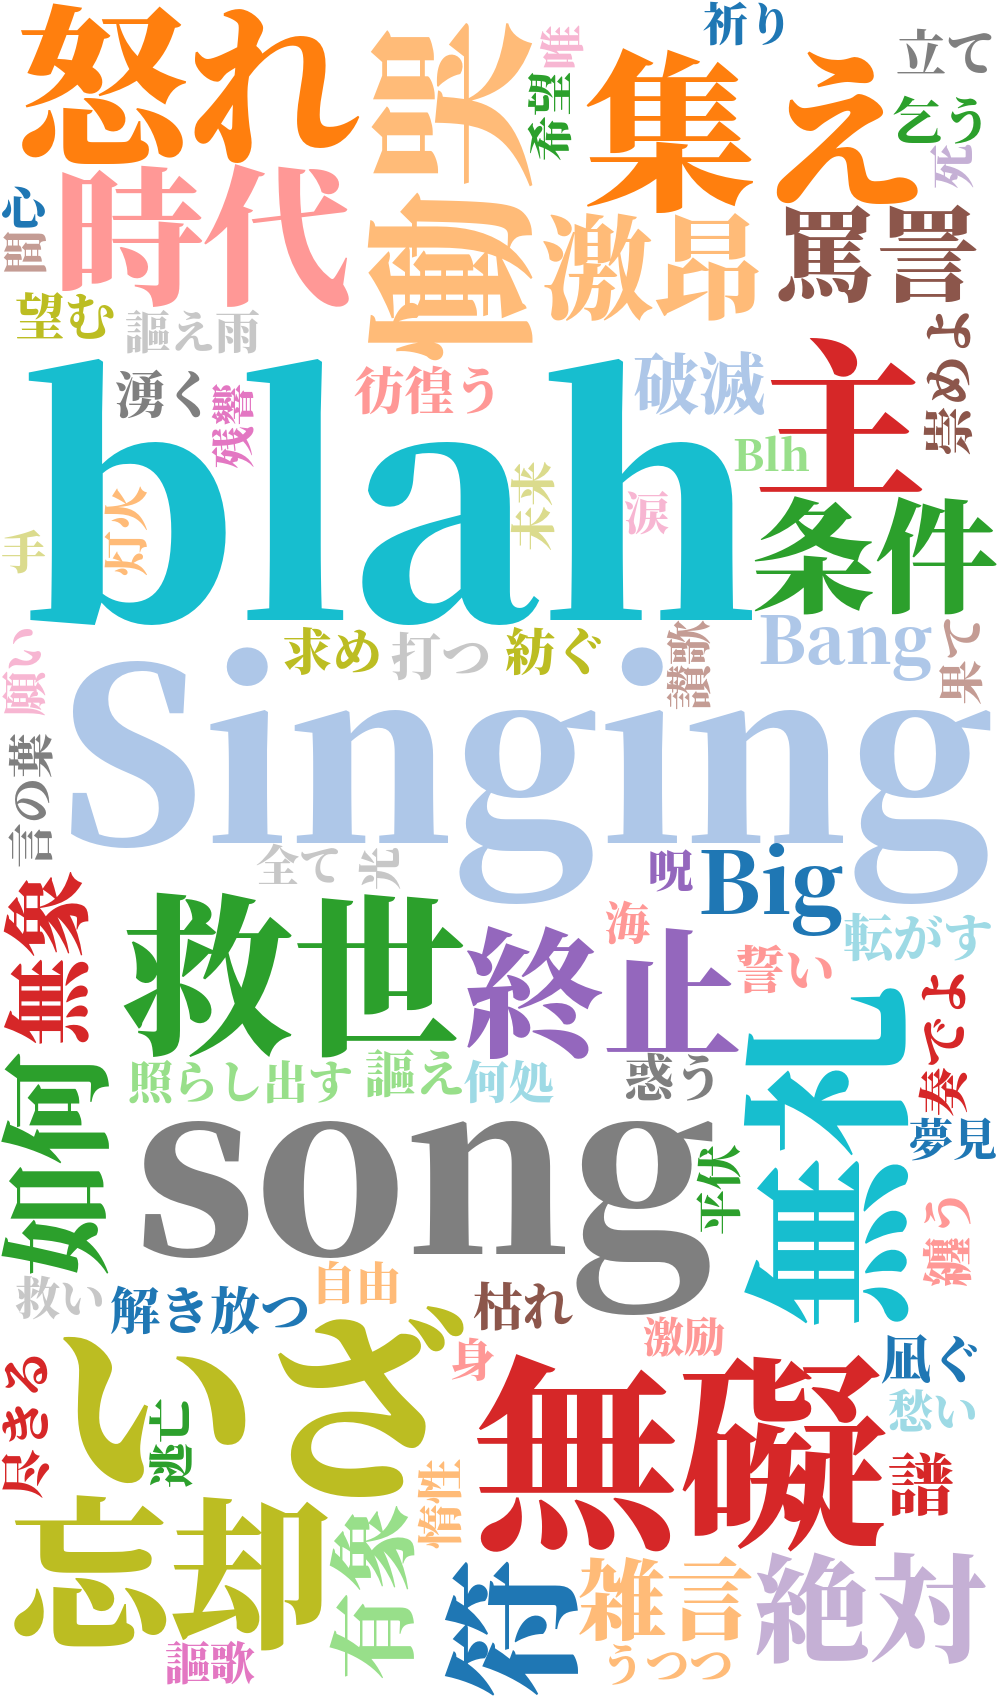 怒れ
慟哭
唯
希望
集え
祈り
立て
乞う
死
心
間
時代
激昂
罵詈
望む
謳え雨
湧く
残響
彷徨う
破滅
主
崇めよ
blah
Blh
灯火
未来
涙
手
条件
願い
求め
打つ
紡ぐ
讃歌
Bang
果て
Singing
言の葉
全て
光
呪
Big
無象
救世
終止
海
誓い
転がす
奏でよ
無礼
如何
照らし出す
謳え
何処
惑う
夢見
song
平伏
纏う
救い
解き放つ
自由
枯れ
激励
凪ぐ
愁い
尽きる
いざ
逃亡
身
無礙
譜
忘却
有象
惰性
符
雑言
絶対
謳歌
うつつ